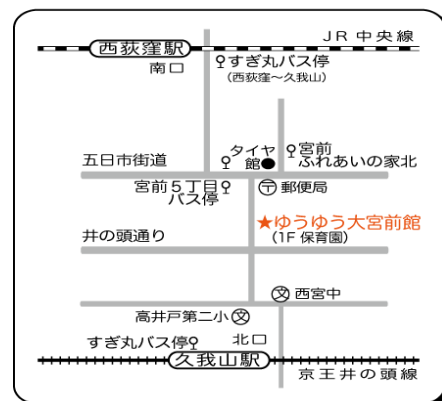 JR 中央線
西荻窪駅
南口
すぎ丸バス停
(西荻窪～久我山)
タイヤ館
宮前
ふれあいの家北
五日市街道
宮前5丁目
バス停
〒郵便局
★ゆうゆう大宮前館
(1F 保育園)
井の頭通り
文 西宮中
高井戸第二小 文
すぎ丸バス停
北口
久我山駅
京王井の頭線